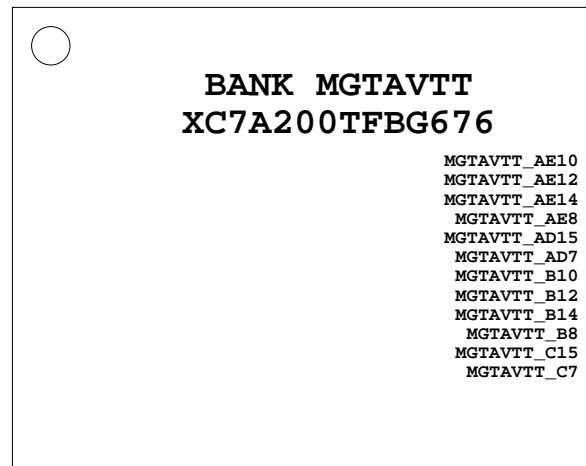 BANK MGTAVTT
XC7A200TFBG676
MGTAVTT_AE10
MGTAVTT_AE12
MGTAVTT_AE14
MGTAVTT_AE8
MGTAVTT_AD15
MGTAVTT_AD7
MGTAVTT_B10
MGTAVTT_B12
MGTAVTT_B14
MGTAVTT_B8
MGTAVTT_C15
MGTAVTT_C7